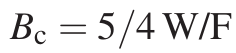 B_c = 5/4 W/F